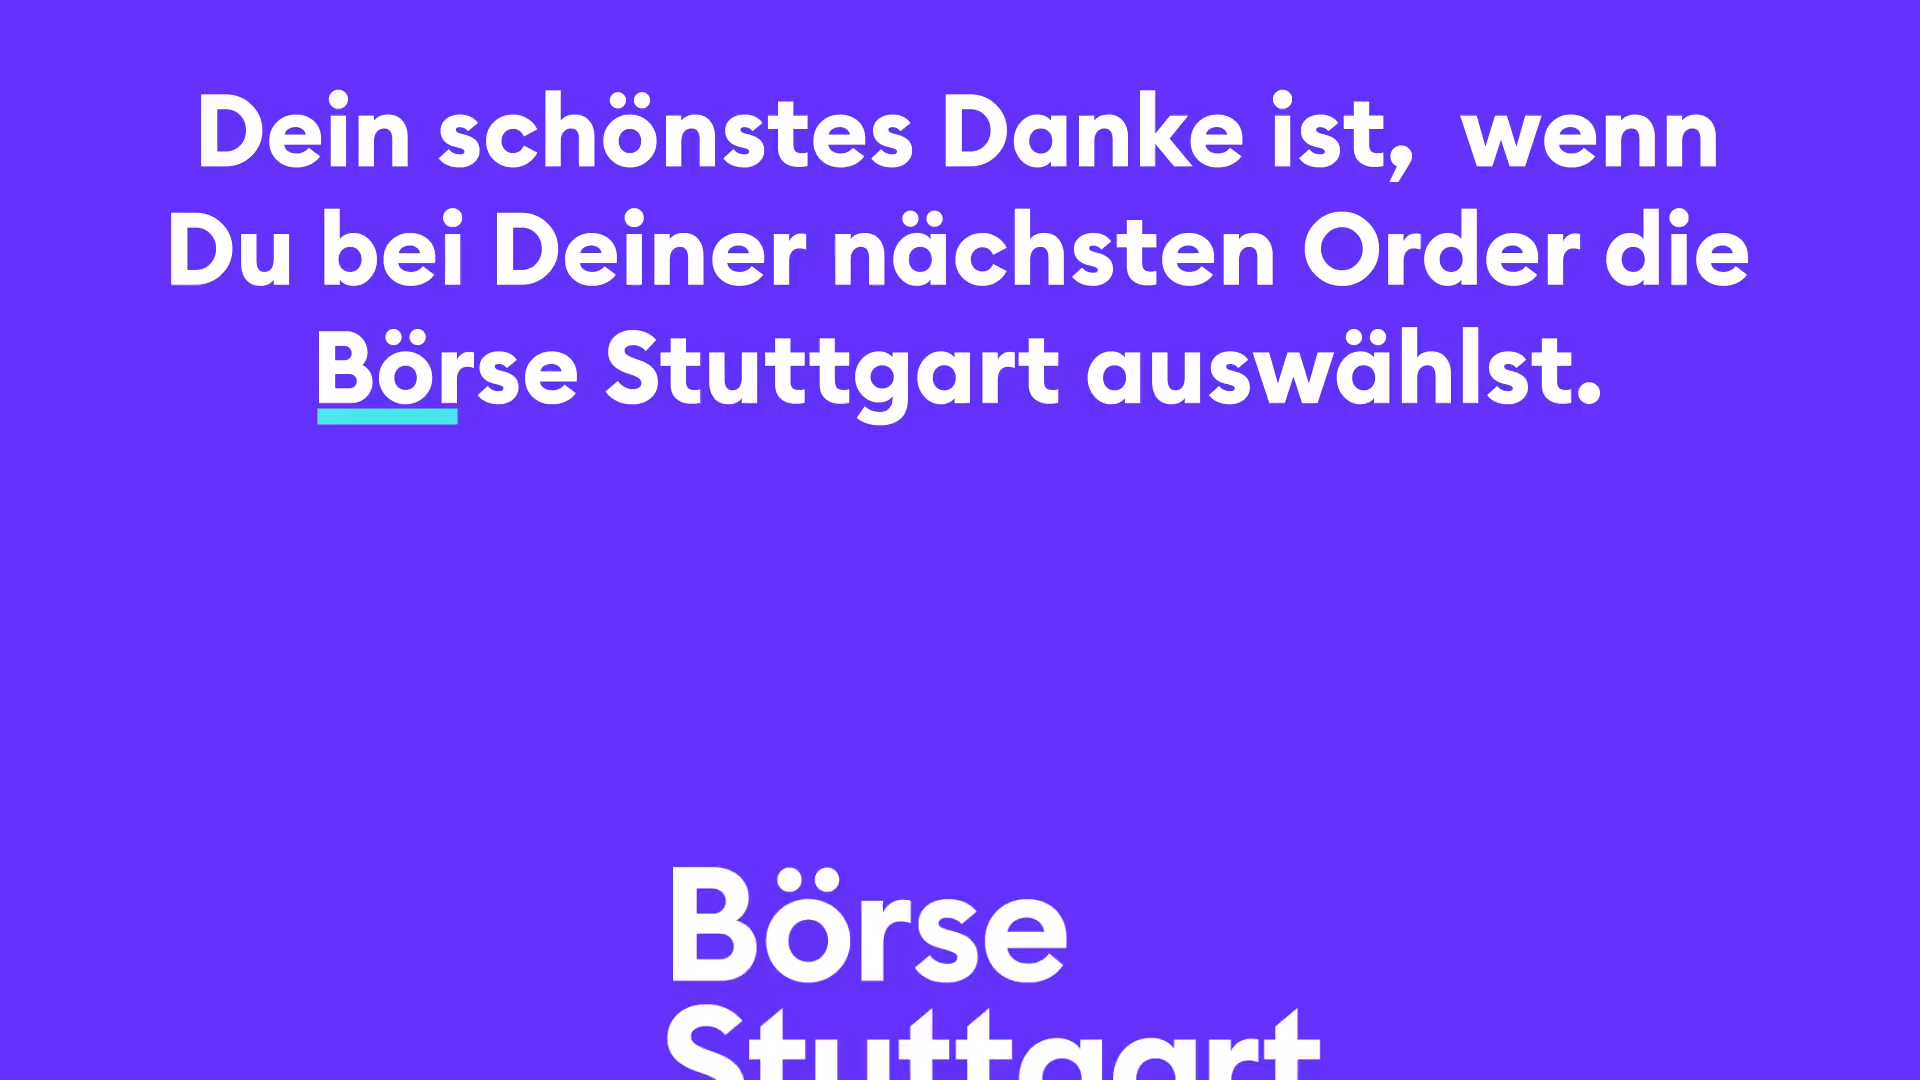 Dein schönstes Danke ist, wenn
Du bei Deiner nächsten Order die
Börse Stuttgart auswählst.
Börse
Stuttgart